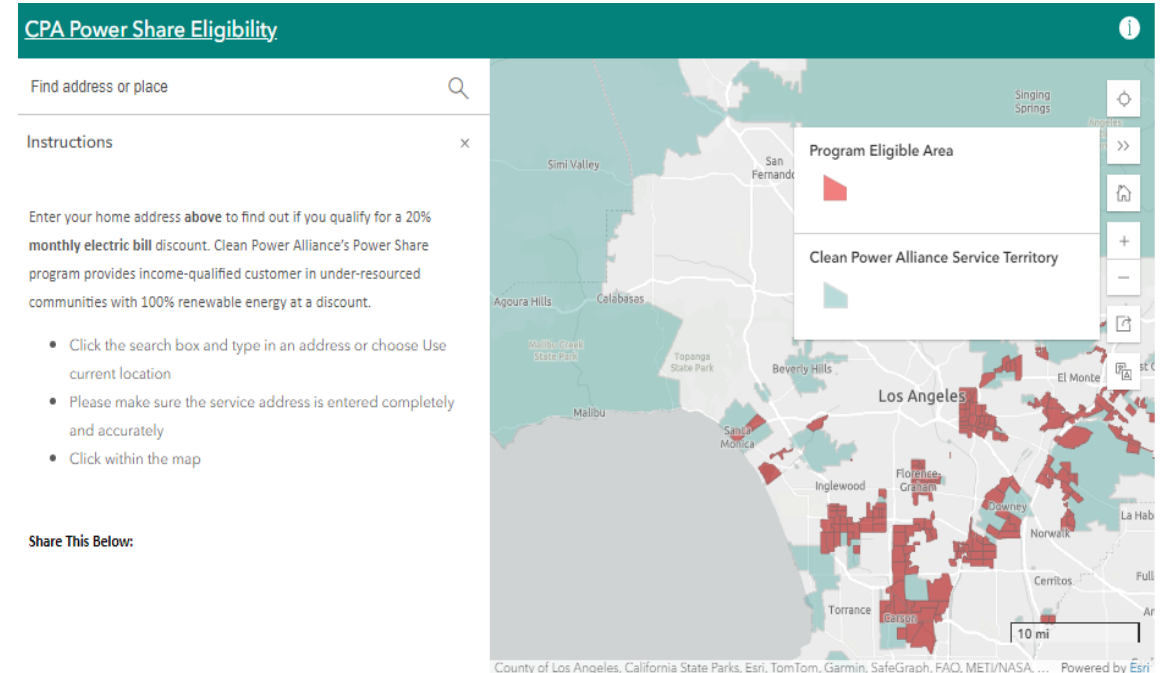 CPA Power Share Eligibility
Find address or place
Instructions
Enter your home address above to find out if you qualify for a 20%
monthly electric bill discount. Clean Power Alliance's Power Share
program provides income-qualified customer in under-resourced
communities with 100% renewable energy at a discount.
Click the search box and type in an address or choose Use
current location
Please make sure the service address is entered completely
and accurately
Click within the map
Share This Below:
Singing
Springs
Angeles
Simi Valley
San
Fernando
Program Eligible Area
Clean Power Alliance Service Territory
Agoura Hills
Calabasas
Malibu Creek
State Park
Topanga
State Park
Beverly Hills
El Monte
Los Angeles
Malibu
Santa
Monica
Inglewood
Florence-
Graham
Downey
La Hab
Norwalk
Cerritos
Full
Torrance
Carson
10 mi
County of Los Angeles, California State Parks, Esri, TomTom, Garmin, SafeGraph, FAO, METI/NASA, ...
Powered by Esri